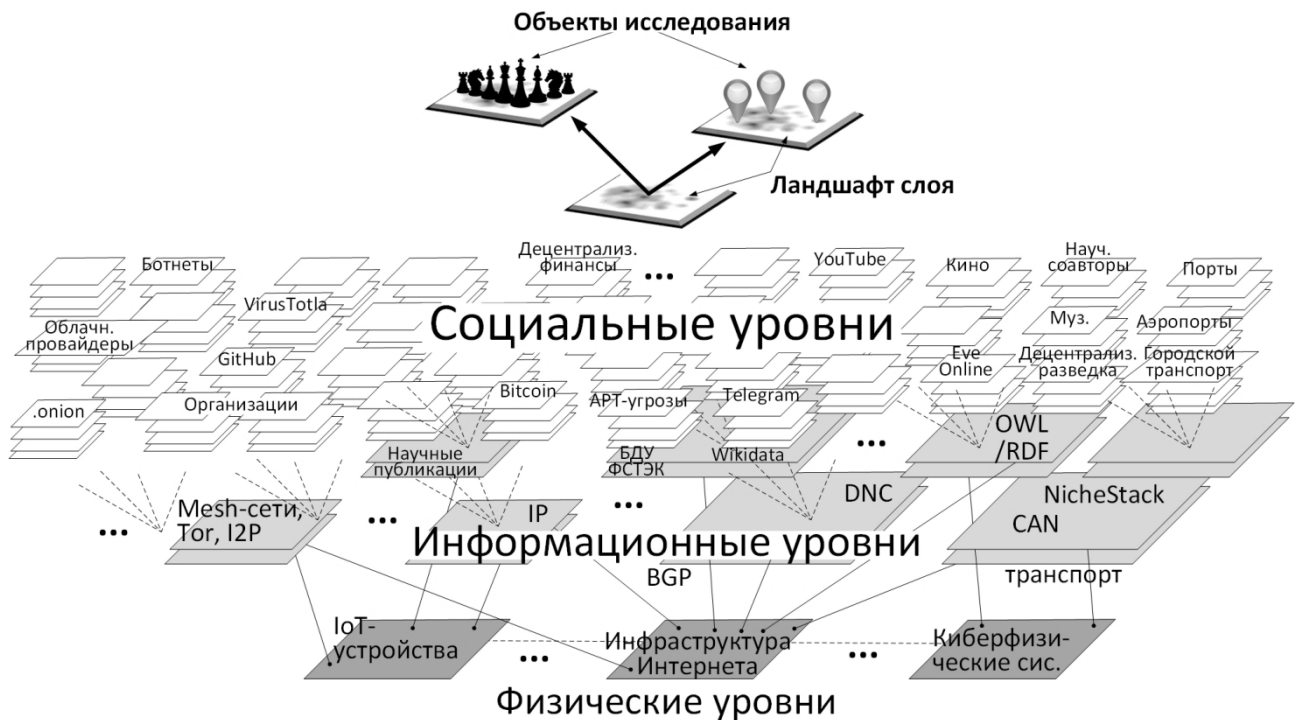 Объекты исследования
Ландшафт слоя
Ботнеты
Децентрализ.
финансы
...
YouTube
...
Кино
Науч.
соавторы
Порты
VirusTotla
Облачн.
провайдеры
Социальные уровни
Муз.
Аэропорты
GitHub
Eve
Online
Децентрализ.
разведка
Городской
транспорт
.onion
Организации
Bitcoin
APT-угрозы
Telegram
...
OWL
/RDF
Научные
публикации
БДУ
ФСТЭК
Wikidata
...
Mesh-сети,
Tor, I2P
...
IP
...
DNC
NicheStack
CAN
Информационные уровни
BGP
транспорт
IoT-
устройства
...
Инфраструктура
Интернета
...
Киберфизи-
ческие сис.
Физические уровни